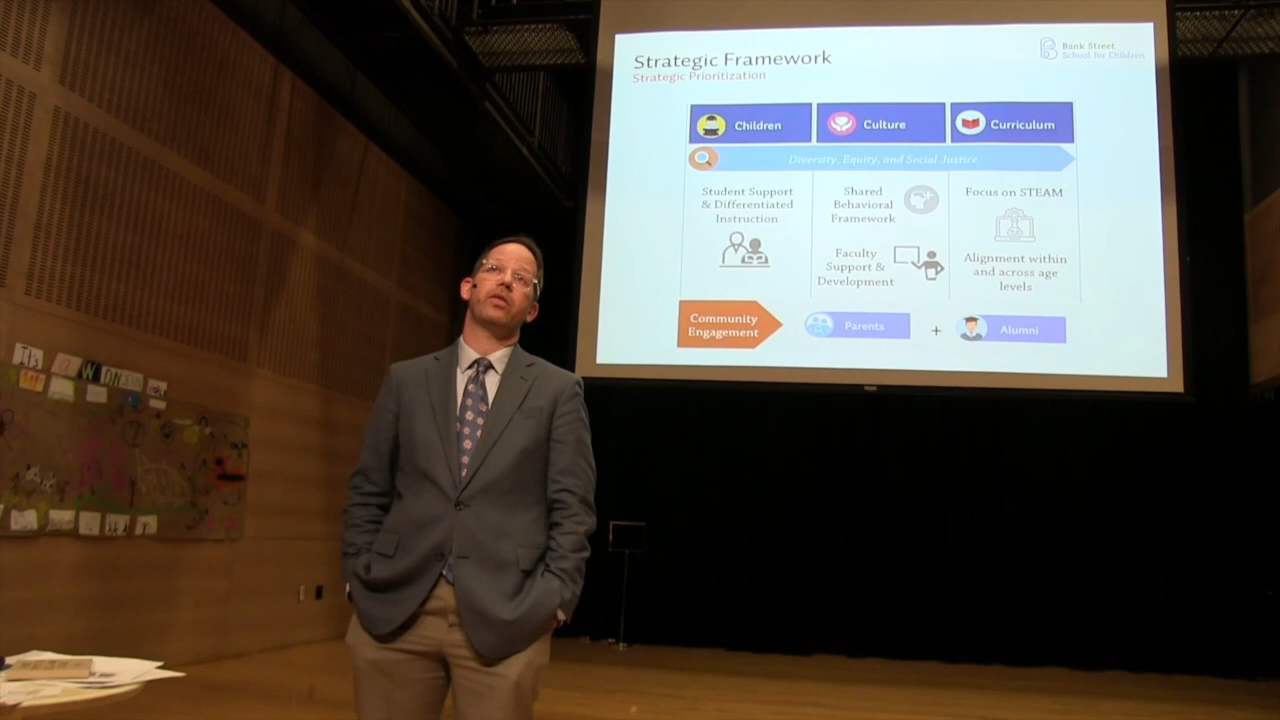 Strategic Framework
Strategic Prioritization
Bank Street
School for Children
Children
Culture
Curriculum
Diversity, Equity, and Social Justice
Student Support
& Differentiated
Instruction
Shared
Behavioral
Framework
Faculty
Support &
Development
Focus on STEAM
Alignment within
and across age
levels
Community
Engagement
Parents
+
Alumni
It's
a